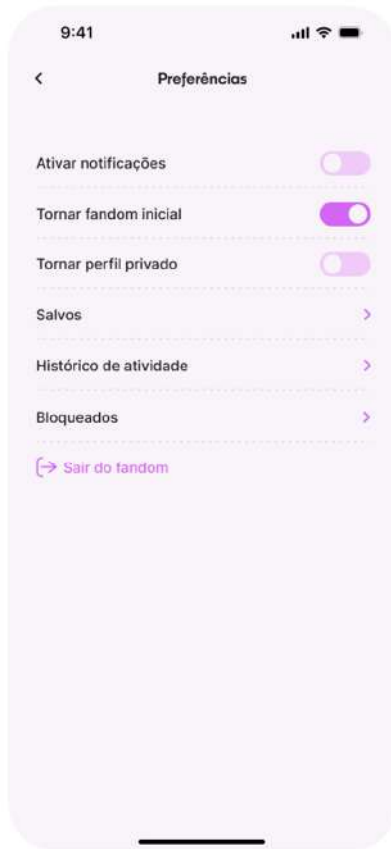 9:41
Preferências
Ativar notificações
Tornar fandom inicial
Tornar perfil privado
Salvos
Histórico de atividade
Bloqueados
Sair do fandom